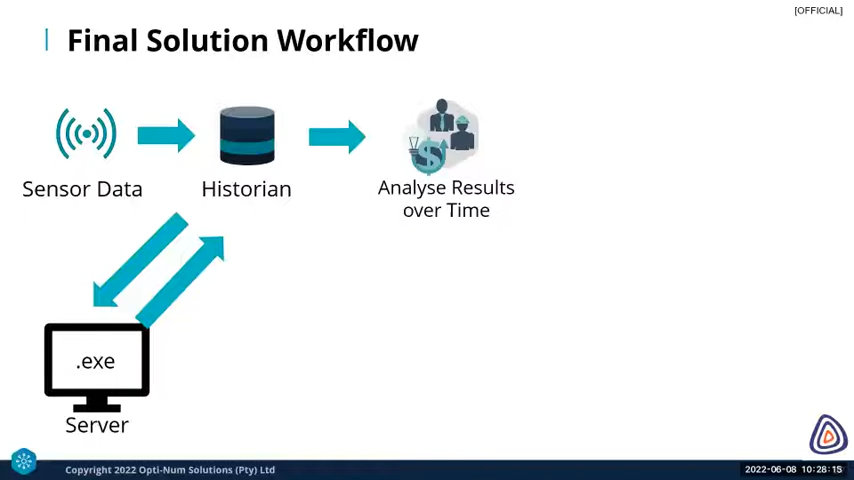 [OFFICIAL]
Final Solution Workflow
Sensor Data
Historian
Analyse Results
over Time
.exe
Server
Copyright 2022 Opti-Num Solutions (Pty) Ltd
2022-06-08 10:28:15